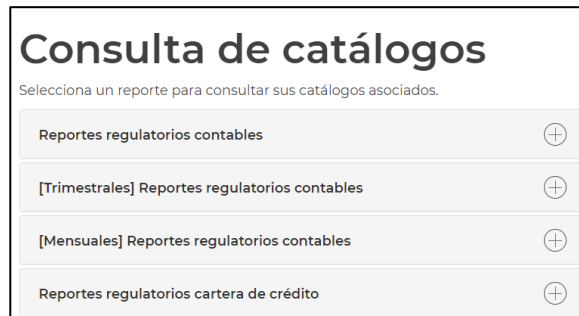 Consulta de catálogos
Selecciona un reporte para consultar sus catálogos asociados.
Reportes regulatorios contables
[Trimestrales] Reportes regulatorios contables
[Mensuales] Reportes regulatorios contables
Reportes regulatorios cartera de crédito